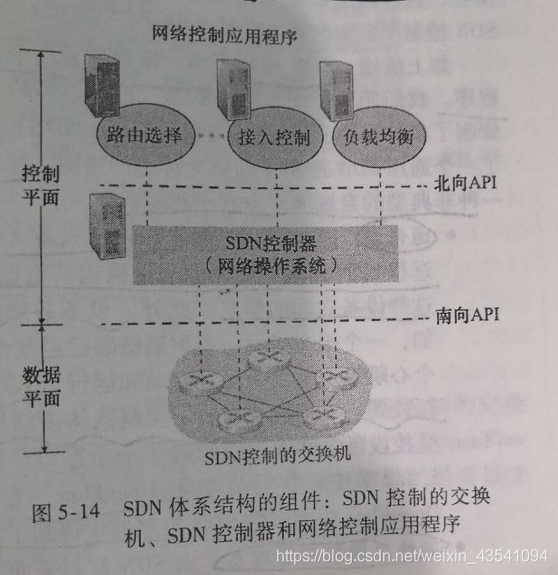 网络控制应用程序
路由选择
接入控制
负载均衡
北向API
控制
平面
SDN控制器
(网络操作系统)
南向API
数据
平面
SDN控制的交换机
图 5-14 SDN 体系结构的组件：SDN 控制的交换
机、SDN 控制器和网络控制应用程序
https://blog.csdn.net/weixin_43541094